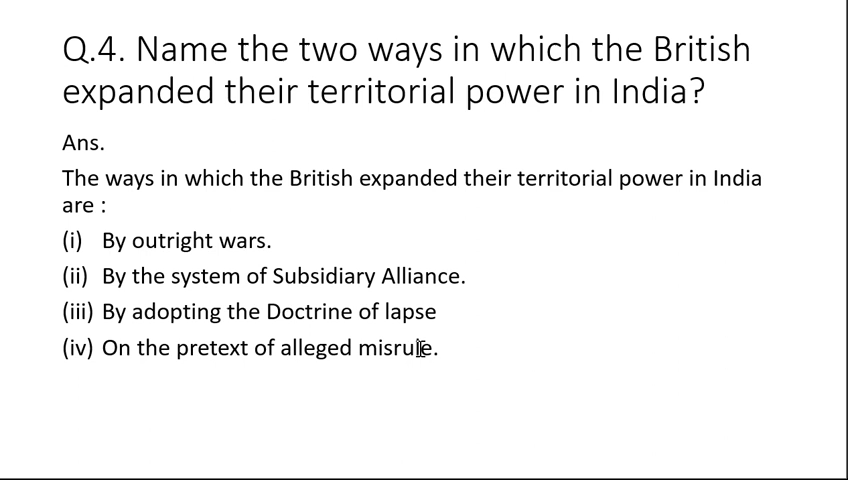 Q.4. Name the two ways in which the British
expanded their territorial power in India?
Ans.
The ways in which the British expanded their territorial power in India
are :
(i) By outright wars.
(ii) By the system of Subsidiary Alliance.
(iii) By adopting the Doctrine of lapse
(iv) On the pretext of alleged misrule.